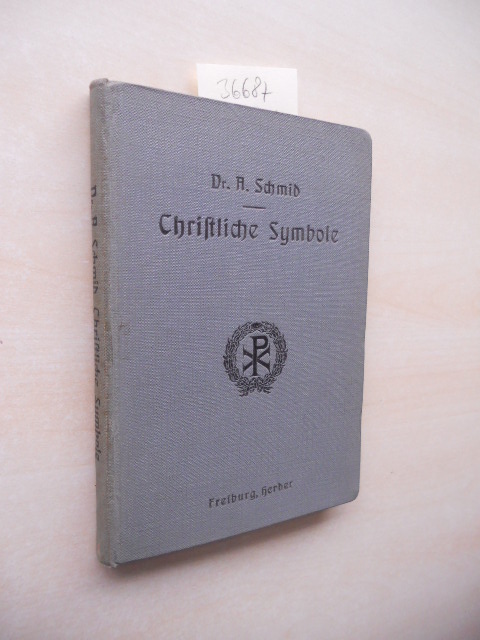 36687
Dr. A. Schmid
Chriſtliche Symbole
Freiburg, Herder
Dr. A. Schmid, Chriſtliche Symbole